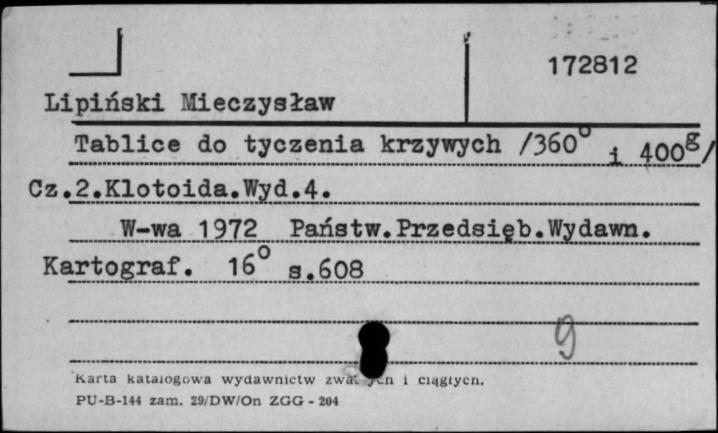 172812
Lipiński Mieczysław
Tablice do tyczenia krzywych /360° i 400g/
Cz.2.Klotoida.Wyd.4.
W-wa 1972 Państw.Przedsięb.Wydawn.
Kartograf. 16° s.608
9
Karta katalogowa wydawnictw i ciągłych.
PU-B-144 zam. 29/DW/On ZGG - 204